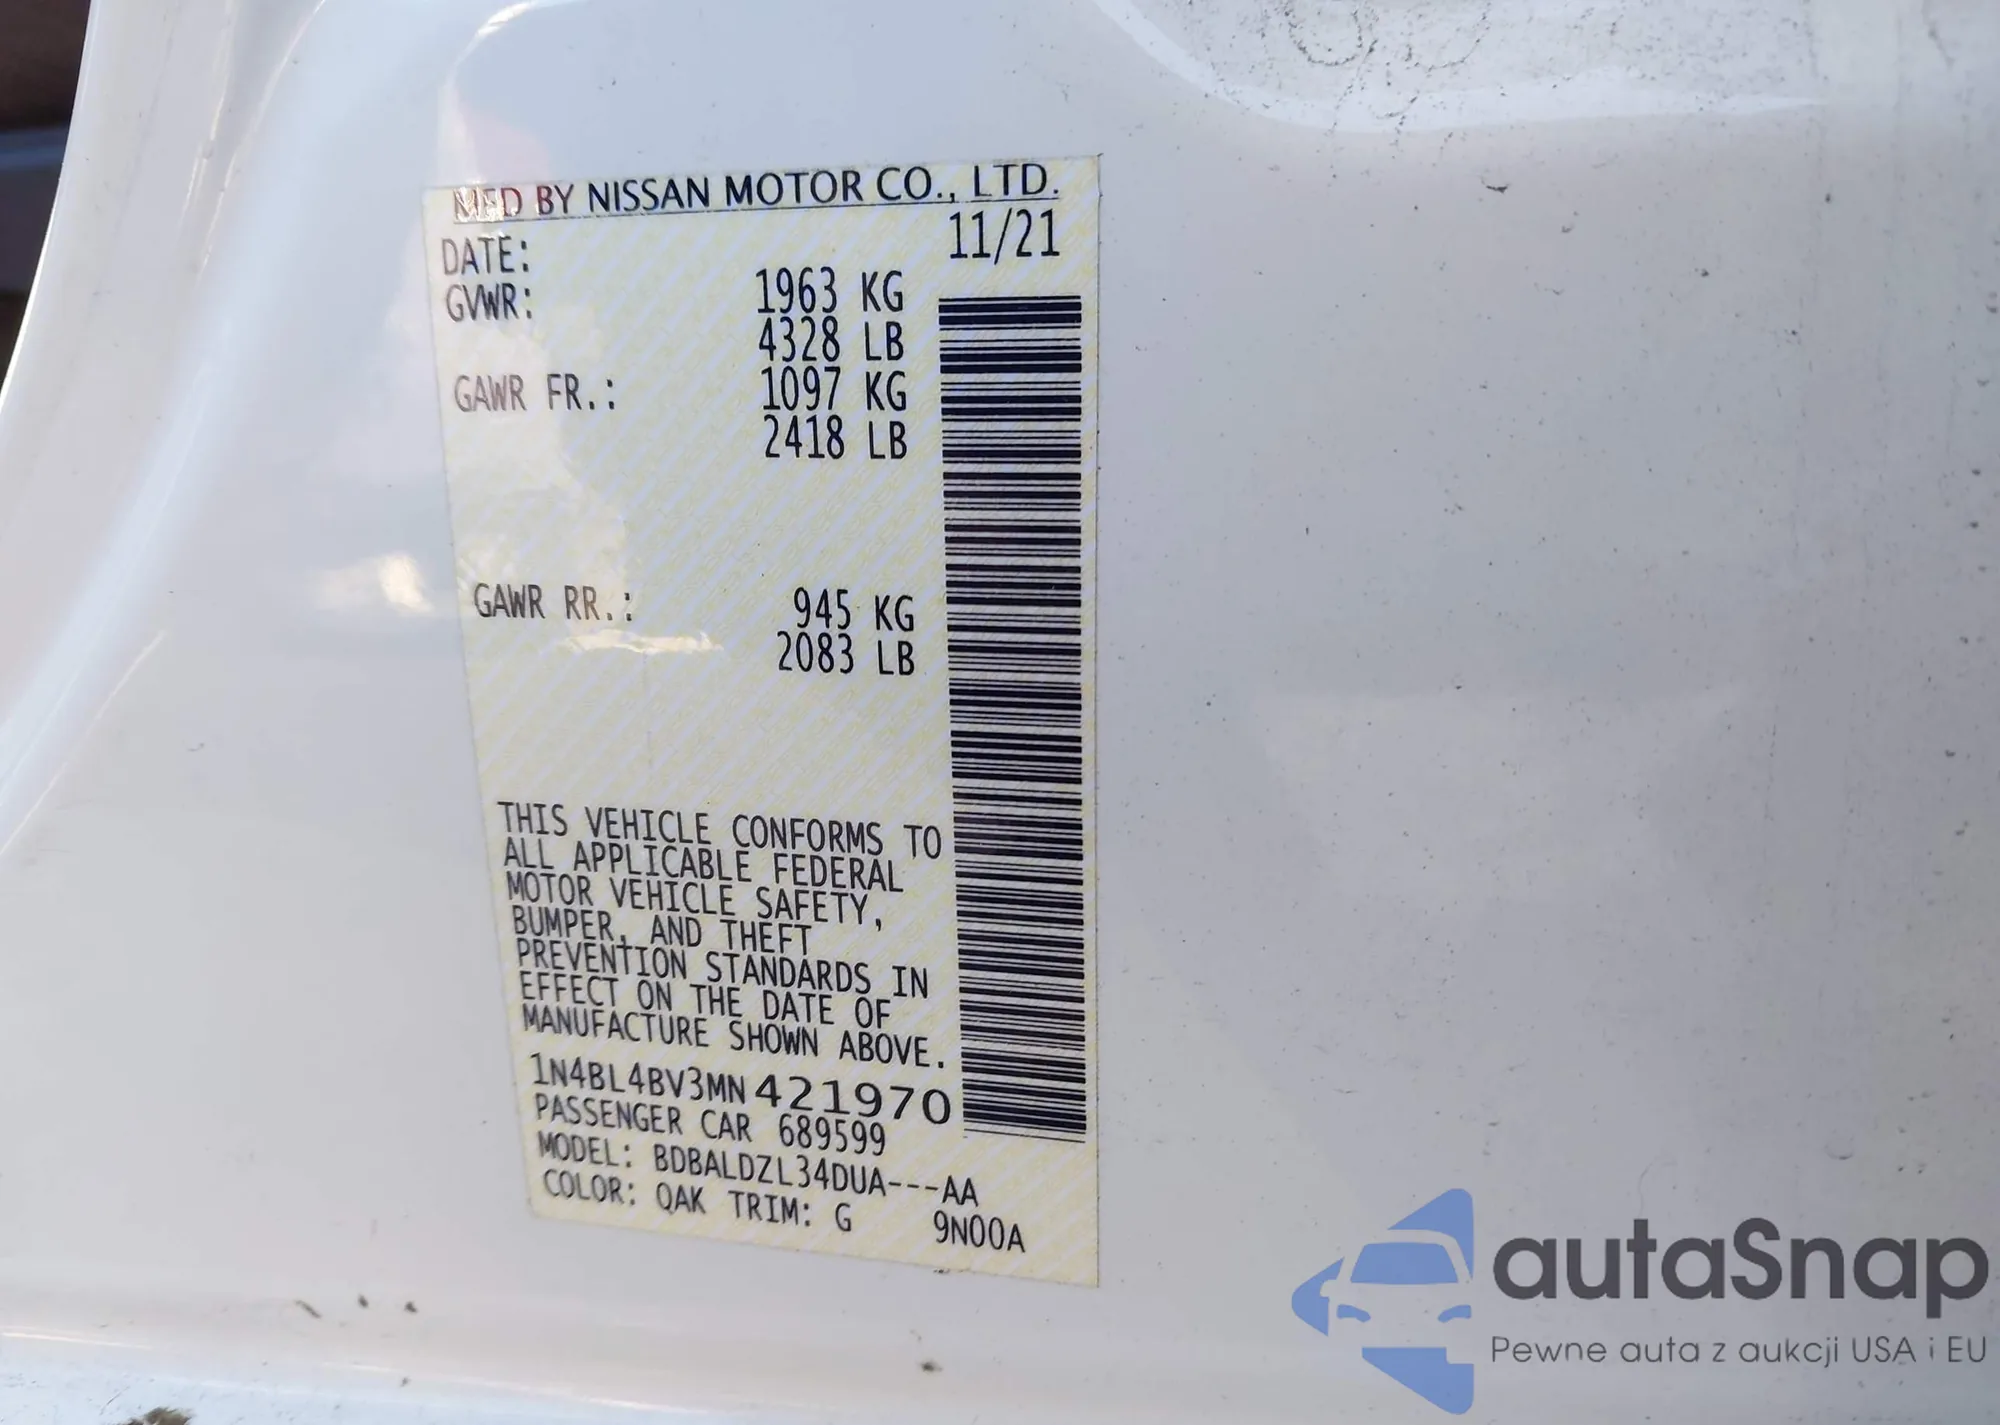 MFD BY NISSAN MOTOR CO., LTD.
DATE: 11/21
GVWR: 1963 KG
4328 LB
GAWR FR.: 1097 KG
2418 LB
GAWR RR.: 945 KG
2083 LB
THIS VEHICLE CONFORMS TO
ALL APPLICABLE FEDERAL
MOTOR VEHICLE SAFETY,
BUMPER, AND THEFT
PREVENTION STANDARDS IN
EFFECT ON THE DATE OF
MANUFACTURE SHOWN ABOVE.
1N4BL4BV3MN421970
PASSENGER CAR 689599
MODEL: BDBALDZL34DUA---AA
COLOR: QAK TRIM: G 9N00A
autaSnap
Pewne auta z aukcji USA i EU